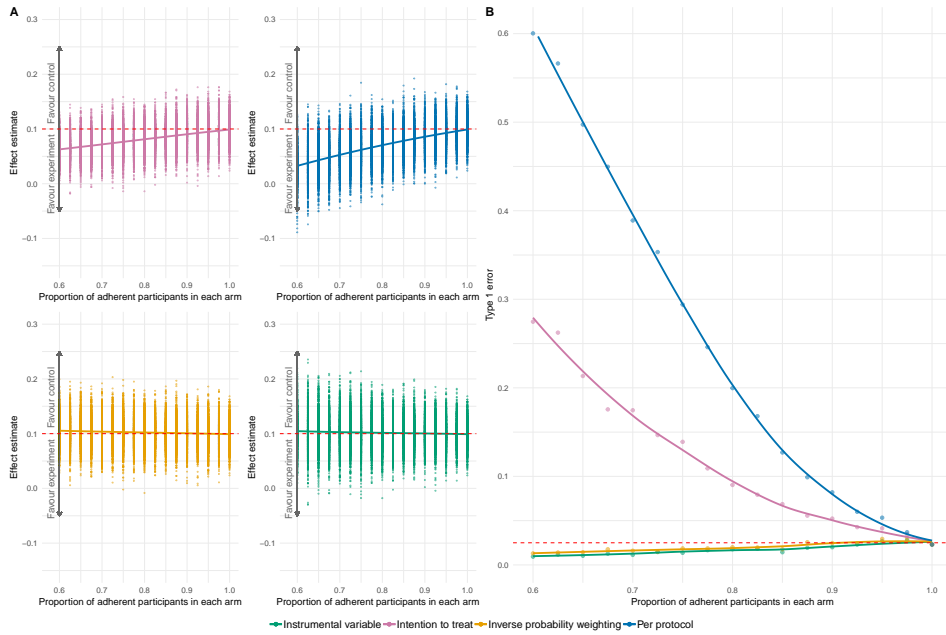 A
0.3
0.2
0.1
0.0
−0.1
Effect estimate
Favour experiment
Favour control
0.6
0.7
0.8
0.9
1.0
Proportion of adherent participants in each arm
0.3
0.2
0.1
0.0
−0.1
Effect estimate
Favour experiment
Favour control
0.6
0.7
0.8
0.9
1.0
Proportion of adherent participants in each arm
0.3
0.2
0.1
0.0
−0.1
Effect estimate
Favour experiment
Favour control
0.6
0.7
0.8
0.9
1.0
Proportion of adherent participants in each arm
0.3
0.2
0.1
0.0
−0.1
Effect estimate
Favour experiment
Favour control
0.6
0.7
0.8
0.9
1.0
Proportion of adherent participants in each arm
B
0.6
0.5
0.4
0.3
0.2
0.1
0.0
Type 1 error
0.6
0.7
0.8
0.9
1.0
Proportion of adherent participants in each arm
Instrumental variable Intention to treat Inverse probability weighting Per protocol